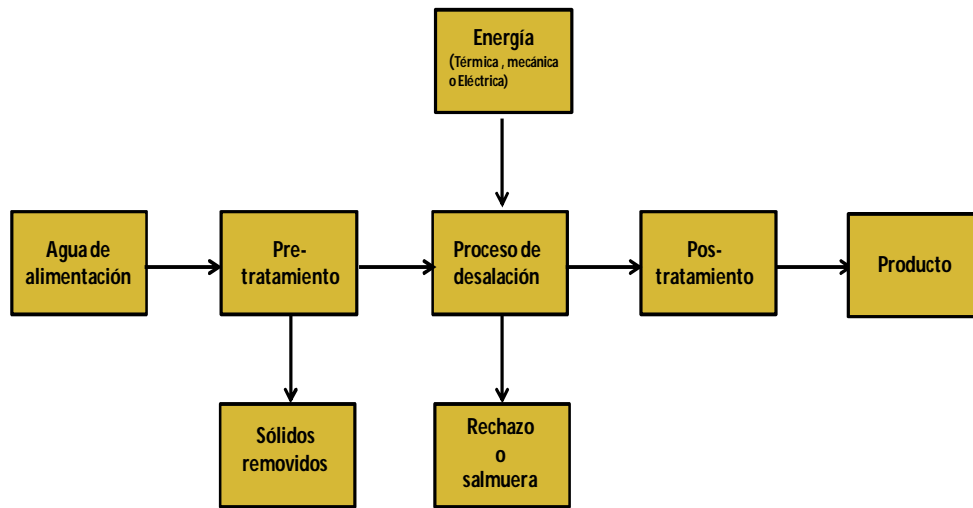 Energía
(Térmica , mecánica
o Eléctrica)
Agua de
alimentación
Pre-
tratamiento
Proceso de
desalación
Pos-
tratamiento
Producto
Sólidos
removidos
Rechazo
o
salmuera